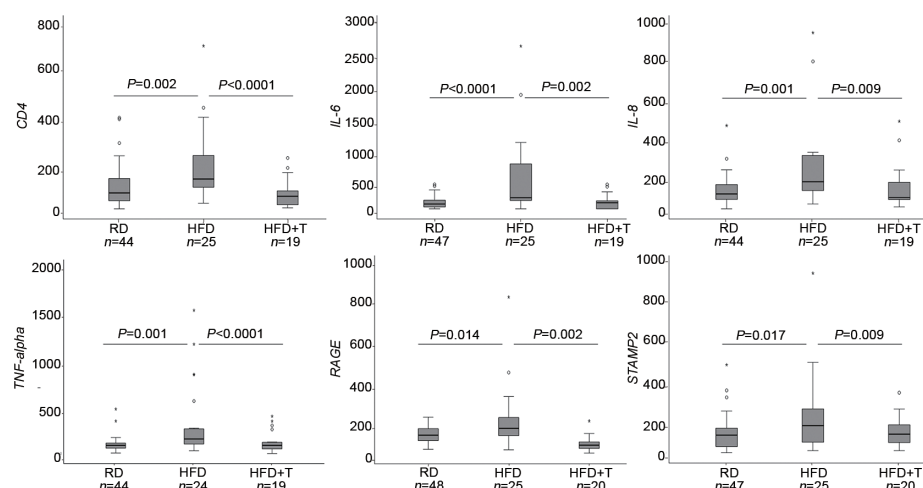 CD4
800
600
200
0
P=0.002
P<0.0001
RD
n=44
HFD
n=25
HFD+T
n=19
IL-6
3000
2000
1500
1000
500
0
P<0.0001
P=0.002
RD
n=47
HFD
n=25
HFD+T
n=19
IL-8
1000
800
600
400
200
0
P=0.001
P=0.009
RD
n=44
HFD
n=25
HFD+T
n=19
TNF-alpha
2000
1500
1000
500
0
P=0.001
P<0.0001
RD
n=44
HFD
n=24
HFD+T
n=19
RAGE
1000
800
600
400
200
0
P=0.014
P=0.002
RD
n=48
HFD
n=25
HFD+T
n=20
STAMP2
1000
800
600
400
200
0
P=0.017
P=0.009
RD
n=47
HFD
n=25
HFD+T
n=20